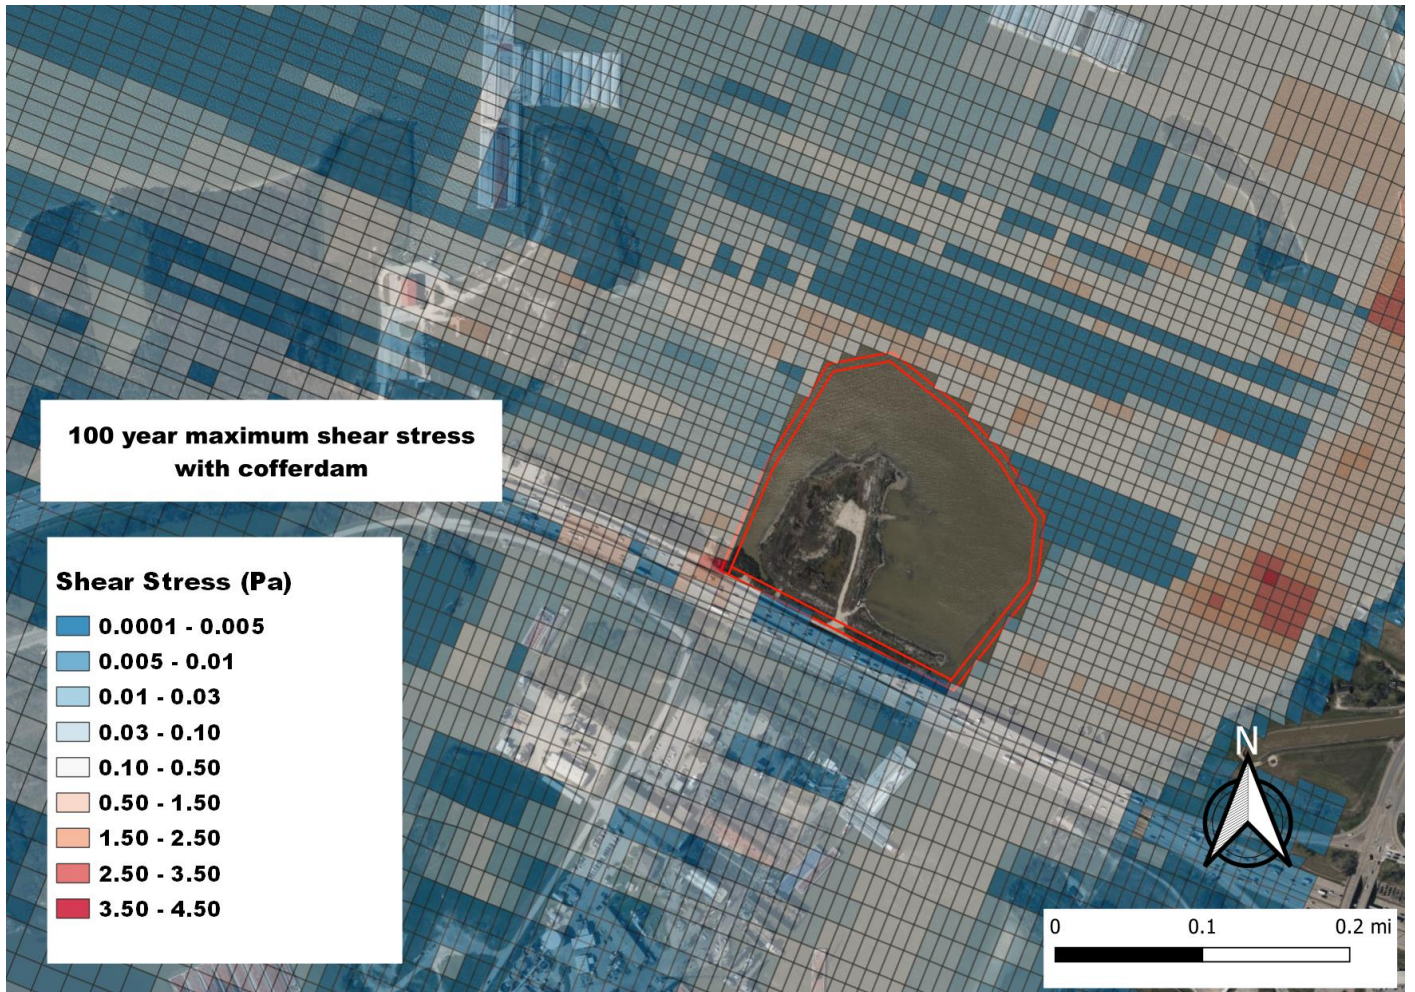 100 year maximum shear stress
with cofferdam
Shear Stress (Pa)
0.0001 - 0.005
0.005 - 0.01
0.01 - 0.03
0.03 - 0.10
0.10 - 0.50
0.50 - 1.50
1.50 - 2.50
2.50 - 3.50
3.50 - 4.50
N
0 0.1 0.2 mi